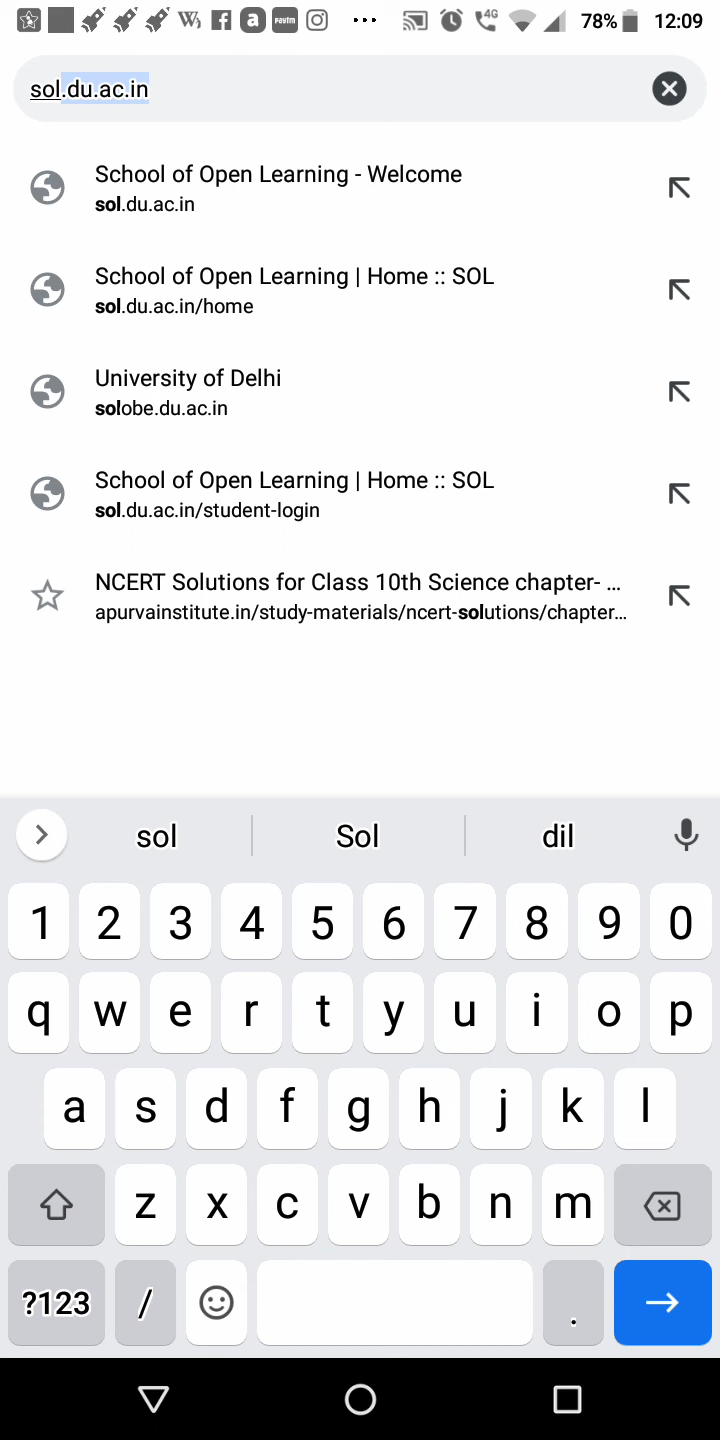 paytm 4G 78% 12:09
sol.du.ac.in
School of Open Learning - Welcome
sol.du.ac.in
School of Open Learning | Home :: SOL
sol.du.ac.in/home
University of Delhi
solobe.du.ac.in
School of Open Learning | Home :: SOL
sol.du.ac.in/student-login
NCERT Solutions for Class 10th Science chapter- ...
apurvainstitute.in/study-materials/ncert-solutions/chapter...
sol Sol dil
1 2 3 4 5 6 7 8 9 0
q w e r t y u i o p
a s d f g h j k l
z x c v b n m
?123 / .